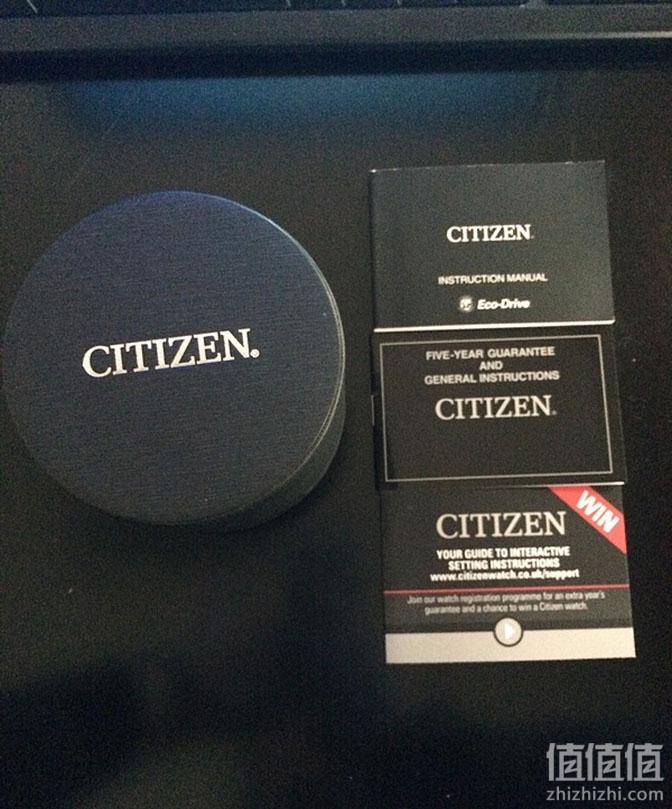 CITIZEN.
CITIZEN
INSTRUCTION MANUAL
Eco-Drive
FIVE-YEAR GUARANTEE
AND
GENERAL INSTRUCTIONS
CITIZEN
WIN
CITIZEN
YOUR GUIDE TO INTERACTIVE
SETTING INSTRUCTIONS
www.citizenwatch.co.uk/support
Join our watch registration programme for an extra year's
guarantee and a chance to win a Citizen watch.
值值值
zhizhizhi.com